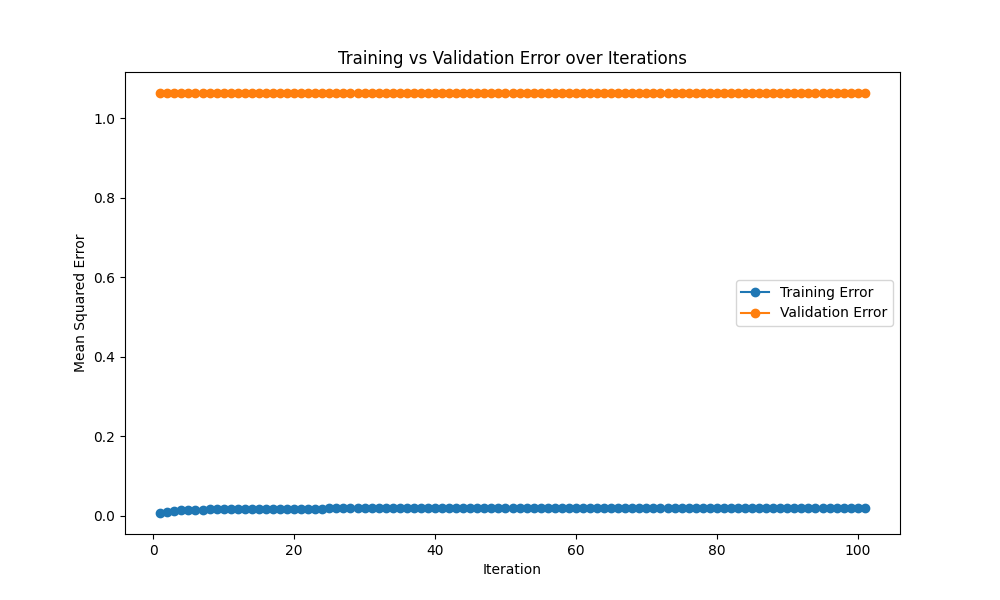 Training vs Validation Error over Iterations
Mean Squared Error
1.0
0.8
0.6
0.4
0.2
0.0
Training Error
Validation Error
0 20 40 60 80 100
Iteration